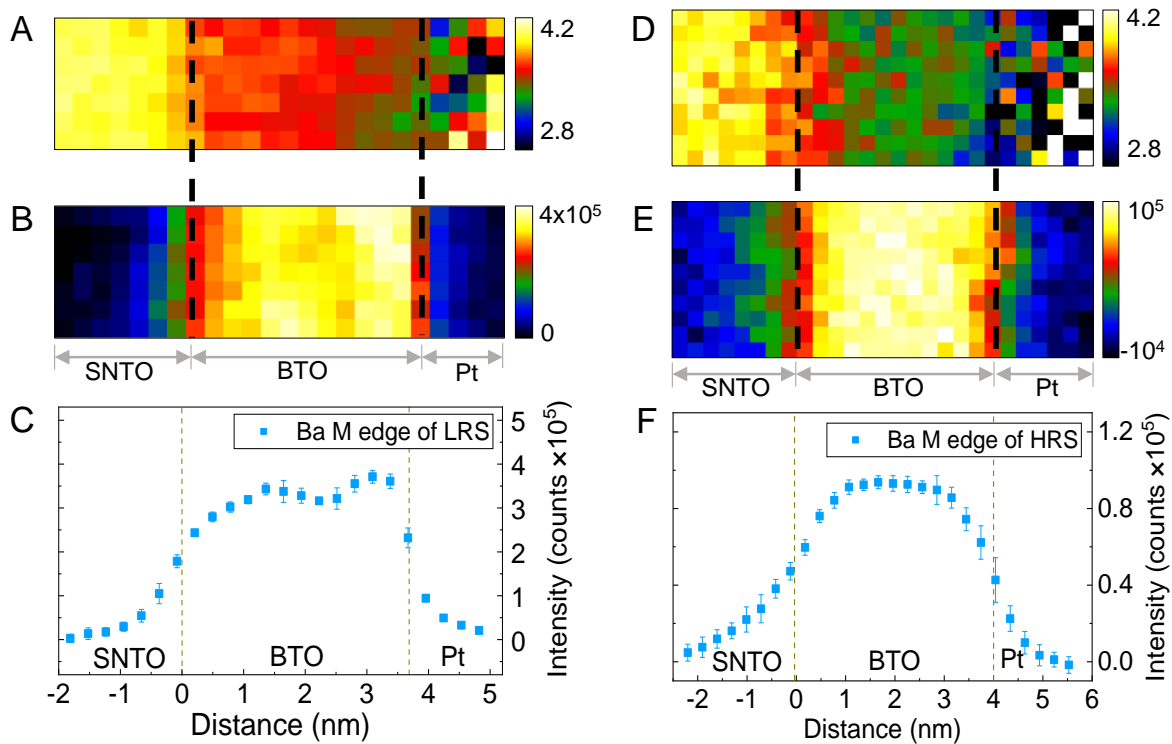 A
4.2
2.8
B
4x10⁵
0
SNTO BTO Pt
C
Ba M edge of LRS
5
4
3
2
1
0
Intensity (counts ×10⁵)
SNTO BTO Pt
-2 -1 0 1 2 3 4 5
Distance (nm)
D
4.2
2.8
E
10⁵
-10⁴
SNTO BTO Pt
F
Ba M edge of HRS
1.2
0.8
0.4
0.0
Intensity (counts ×10⁵)
SNTO BTO Pt
-2 -1 0 1 2 3 4 5 6
Distance (nm)